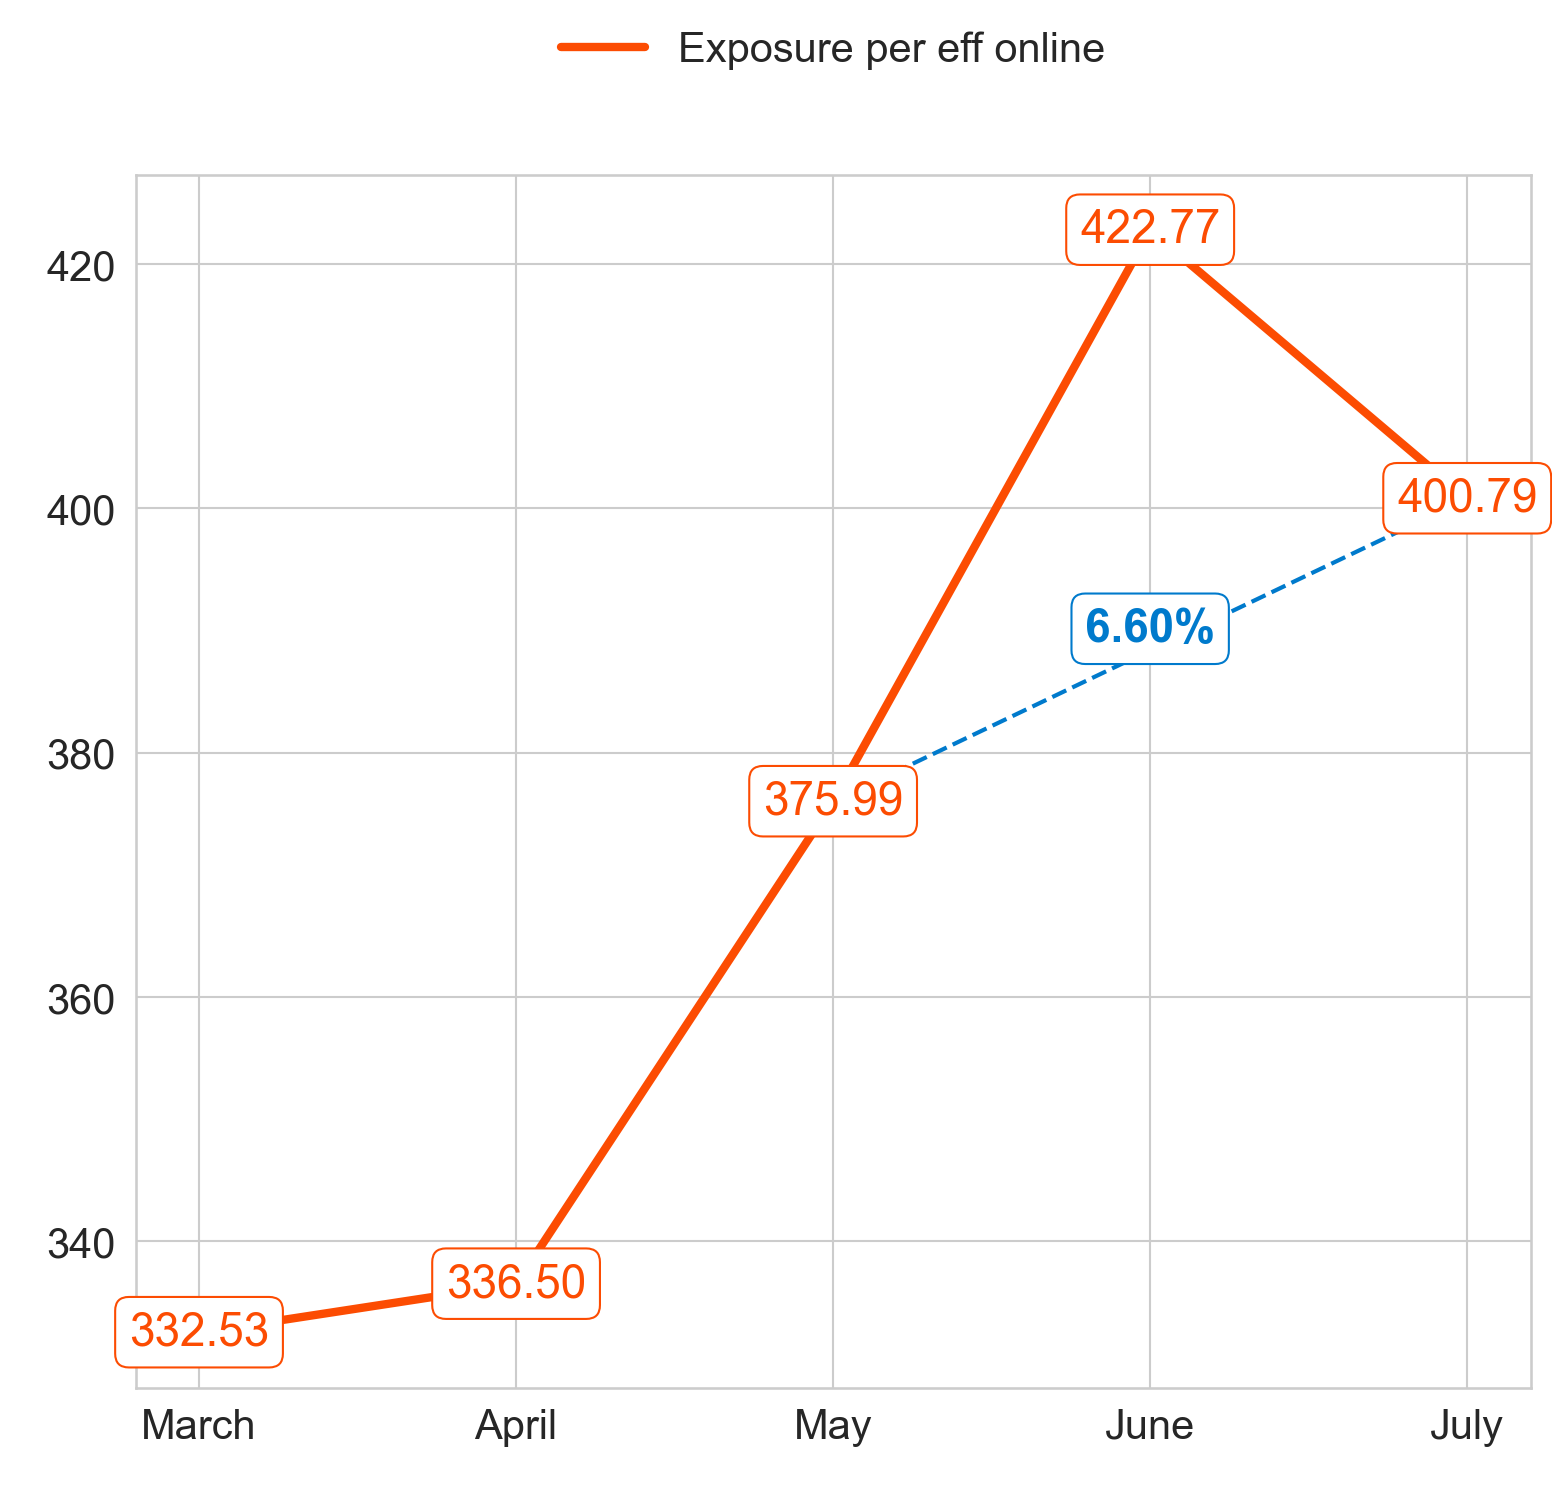 Exposure per eff online
420
400
380
360
340
422.77
400.79
6.60%
375.99
336.50
332.53
March
April
May
June
July